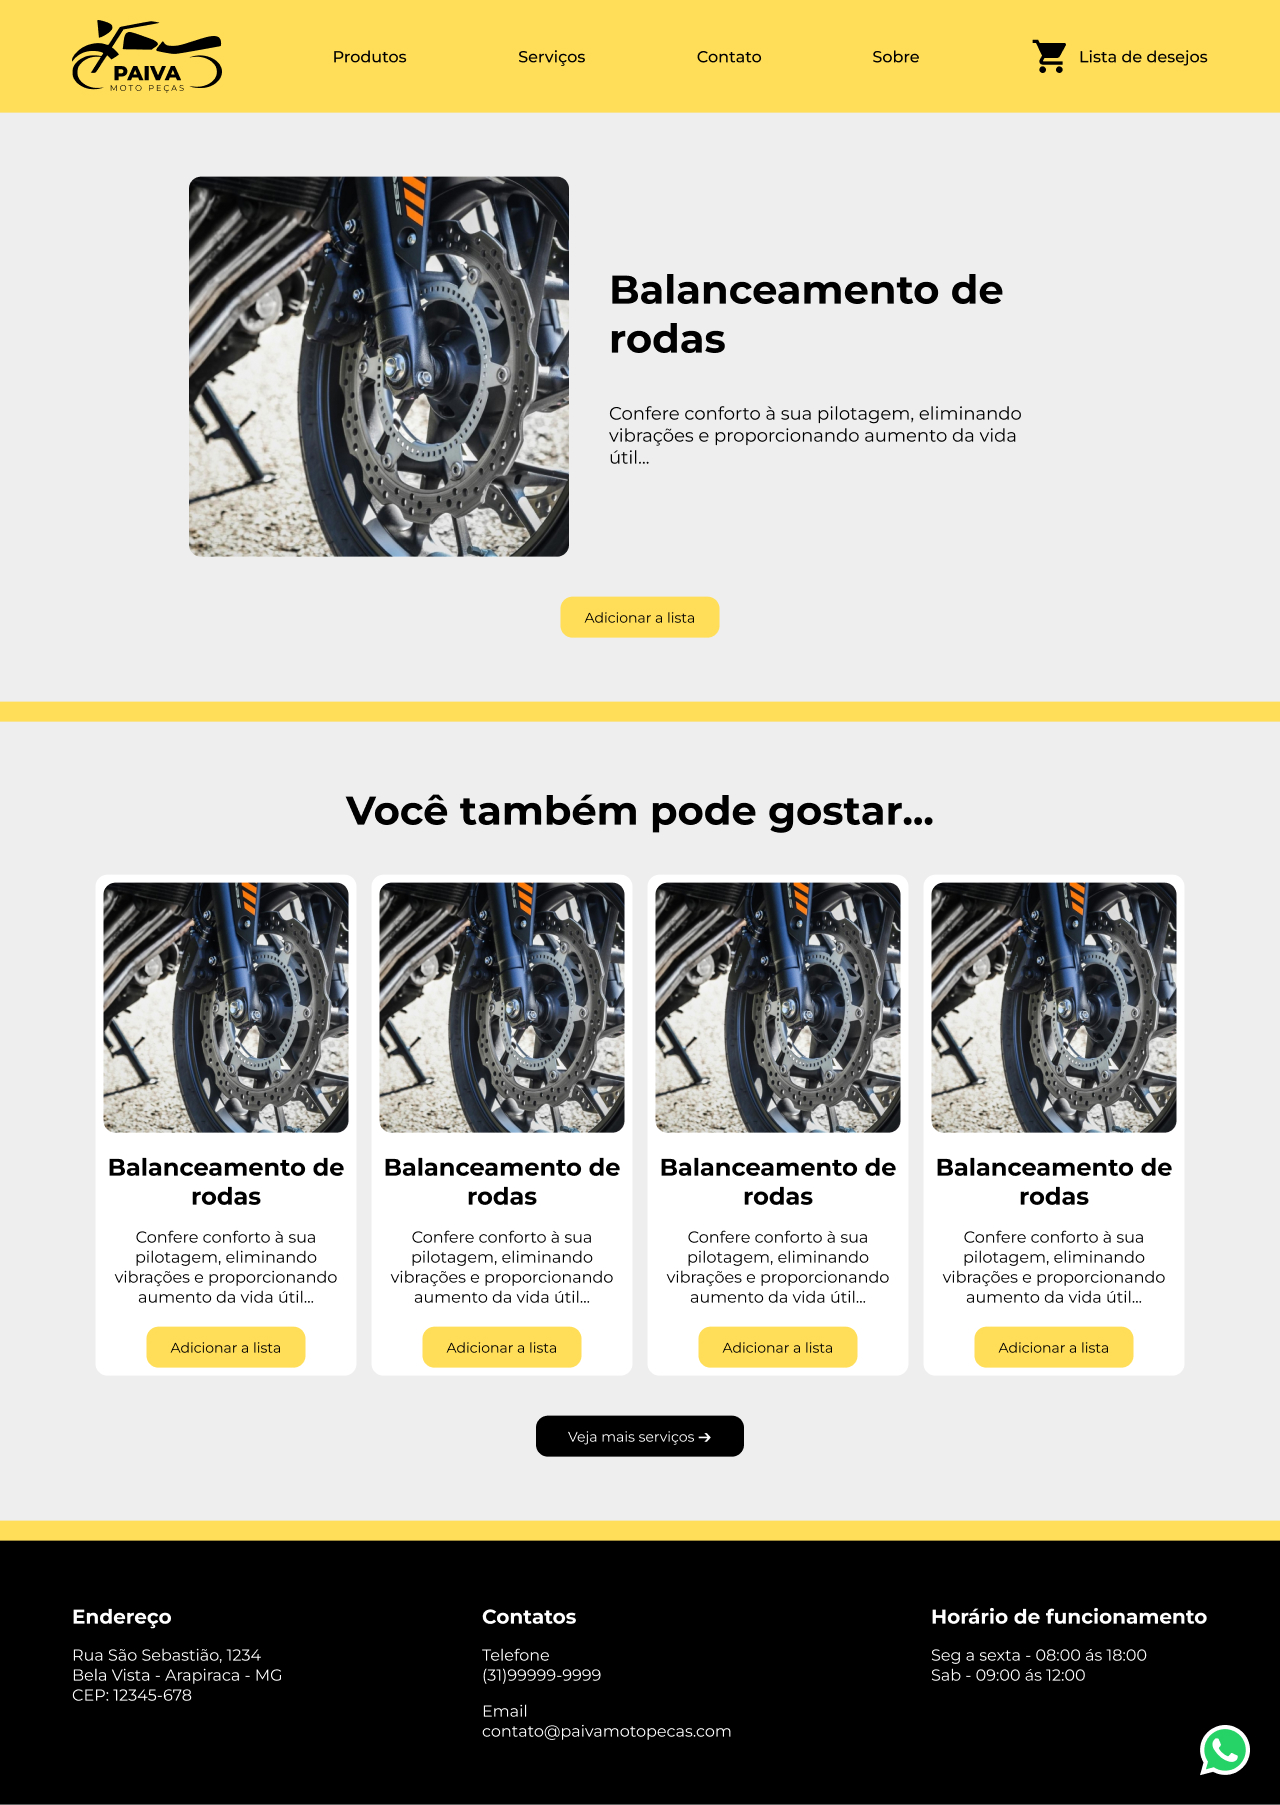 PAIVA
MOTO PEÇAS
Produtos
Serviços
Contato
Sobre
Lista de desejos
Balanceamento de
rodas
Confere conforto à sua pilotagem, eliminando
vibrações e proporcionando aumento da vida
útil...
Adicionar a lista
Você também pode gostar...
Balanceamento de
rodas
Confere conforto à sua
pilotagem, eliminando
vibrações e proporcionando
aumento da vida útil...
Adicionar a lista
Balanceamento de
rodas
Confere conforto à sua
pilotagem, eliminando
vibrações e proporcionando
aumento da vida útil...
Adicionar a lista
Balanceamento de
rodas
Confere conforto à sua
pilotagem, eliminando
vibrações e proporcionando
aumento da vida útil...
Adicionar a lista
Balanceamento de
rodas
Confere conforto à sua
pilotagem, eliminando
vibrações e proporcionando
aumento da vida útil...
Adicionar a lista
Veja mais serviços ➔
Endereço
Rua São Sebastião, 1234
Bela Vista - Arapiraca - MG
CEP: 12345-678
Contatos
Telefone
(31)99999-9999
Email
contato@paivamotopecas.com
Horário de funcionamento
Seg a sexta - 08:00 ás 18:00
Sab - 09:00 ás 12:00